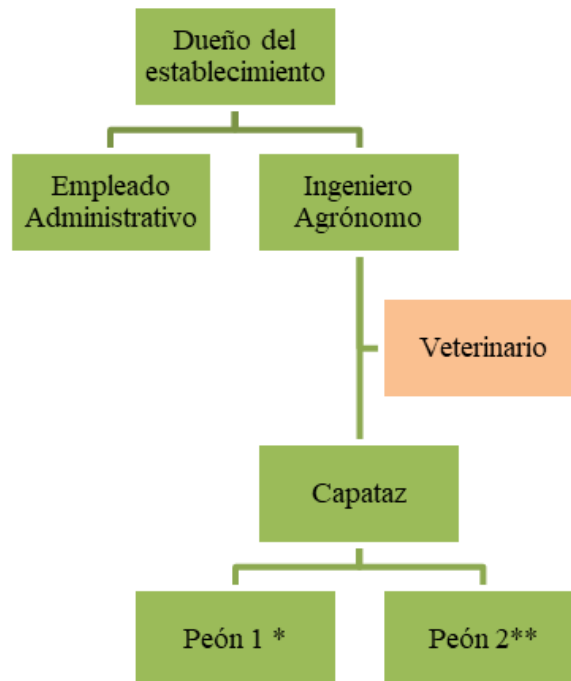 Dueño del
establecimiento
Empleado
Administrativo
Ingeniero
Agrónomo
Veterinario
Capataz
Peón 1 *
Peón 2**